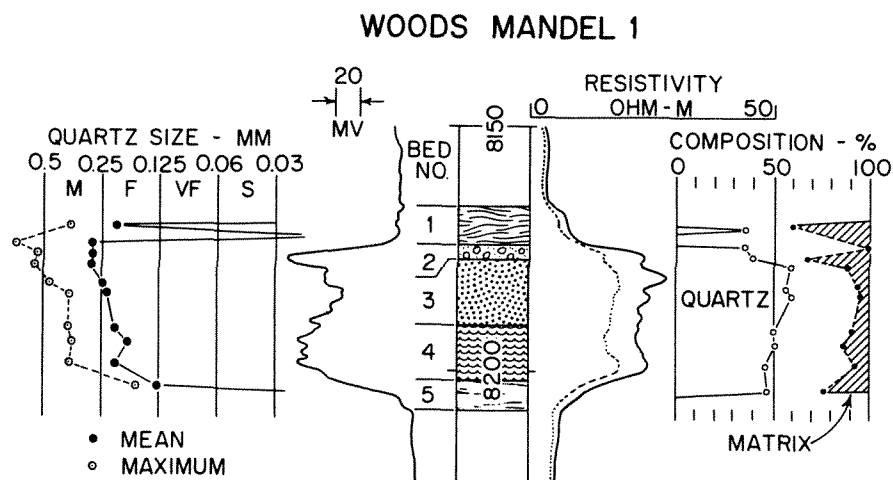 WOODS MANDEL 1
20
MV
RESISTIVITY
0 OHM-M 50
QUARTZ SIZE - MM
0.5 0.25 0.125 0.06 0.03
M F VF S
BED
NO.
8150
COMPOSITION - %
0 50 100
1
2
3
4
5
8200
QUARTZ
MATRIX
MEAN
MAXIMUM